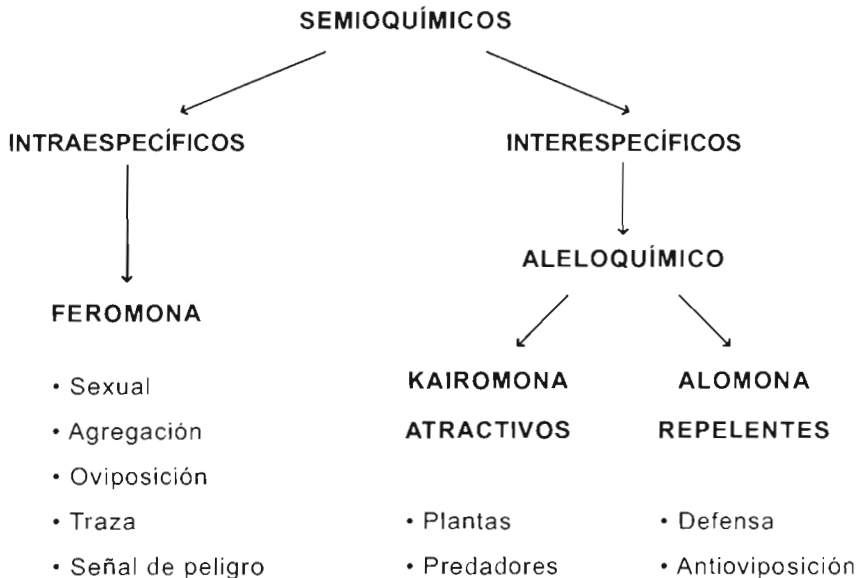 SEMIOQUÍMICOS
INTRAESPECÍFICOS
INTERESPECÍFICOS
ALELOQUÍMICO
FEROMONA
• Sexual
• Agregación
• Oviposición
• Traza
• Señal de peligro
KAIROMONA
ATRACTIVOS
• Plantas
• Predadores
ALOMONA
REPELENTES
• Defensa
• Antioviposición